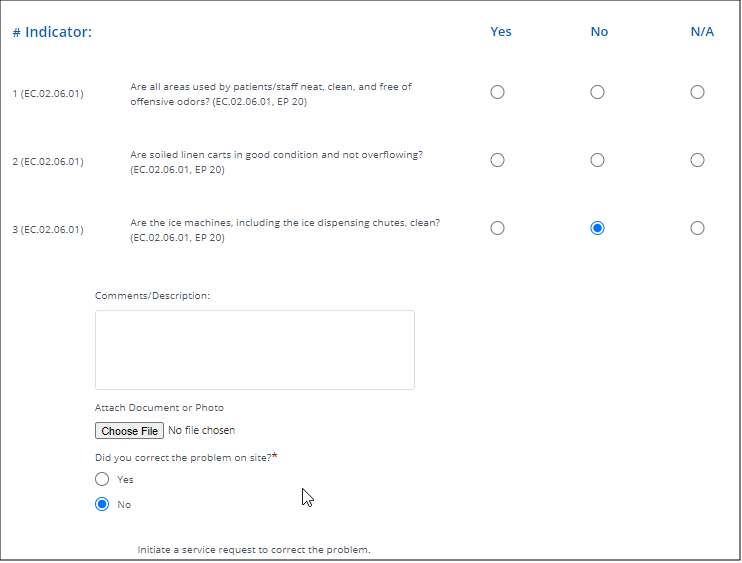 # Indicator: Yes No N/A
1 (EC.02.06.01) Are all areas used by patients/staff neat, clean, and free of
offensive odors? (EC.02.06.01, EP 20)
2 (EC.02.06.01) Are soiled linen carts in good condition and not overflowing?
(EC.02.06.01, EP 20)
3 (EC.02.06.01) Are the ice machines, including the ice dispensing chutes, clean?
(EC.02.06.01, EP 20)
Comments/Description:
Attach Document or Photo
Choose File No file chosen
Did you correct the problem on site?*
Yes
No
Initiate a service request to correct the problem.